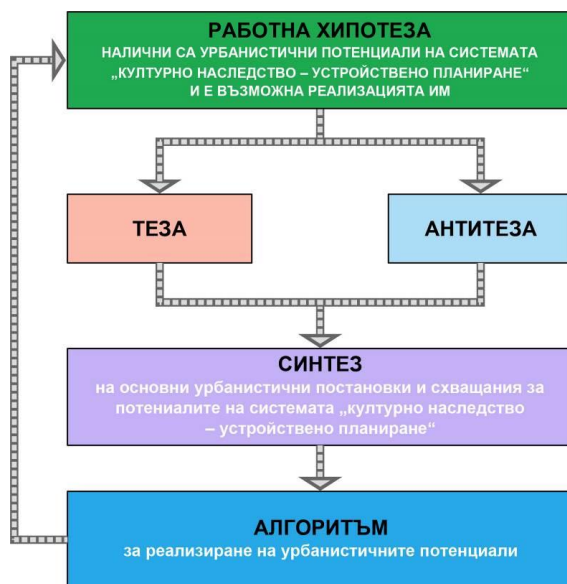 РАБОТНА ХИПОТЕЗА
НАЛИЧНИ СА УРБАНИСТИЧНИ ПОТЕНЦИАЛИ НА СИСТЕМАТА
„КУЛТУРНО НАСЛЕДСТВО – УСТРОЙСТВЕНО ПЛАНИРАНЕ“
И Е ВЪЗМОЖНА РЕАЛИЗАЦИЯТА ИМ
ТЕЗА
АНТИТЕЗА
СИНТЕЗ
на основни урбанистични постановки и схващания за
потениалите на системата „културно наследство
– устройствено планиране“
АЛГОРИТЪМ
за реализиране на урбанистичните потенциали